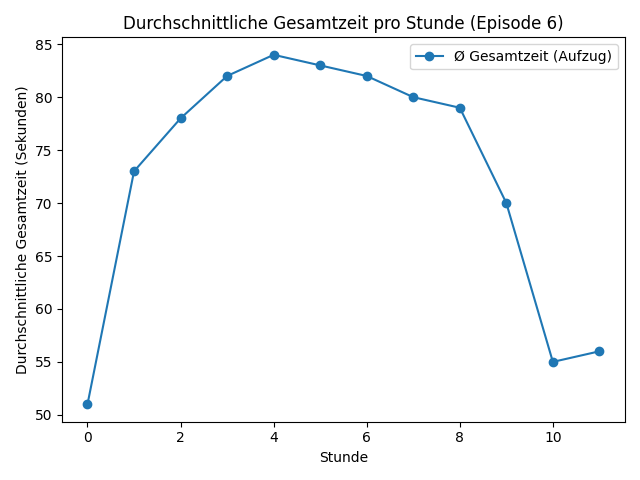 Durchschnittliche Gesamtzeit pro Stunde (Episode 6)
Ø Gesamtzeit (Aufzug)
Durchschnittliche Gesamtzeit (Sekunden)
85
80
75
70
65
60
55
50
0 2 4 6 8 10
Stunde